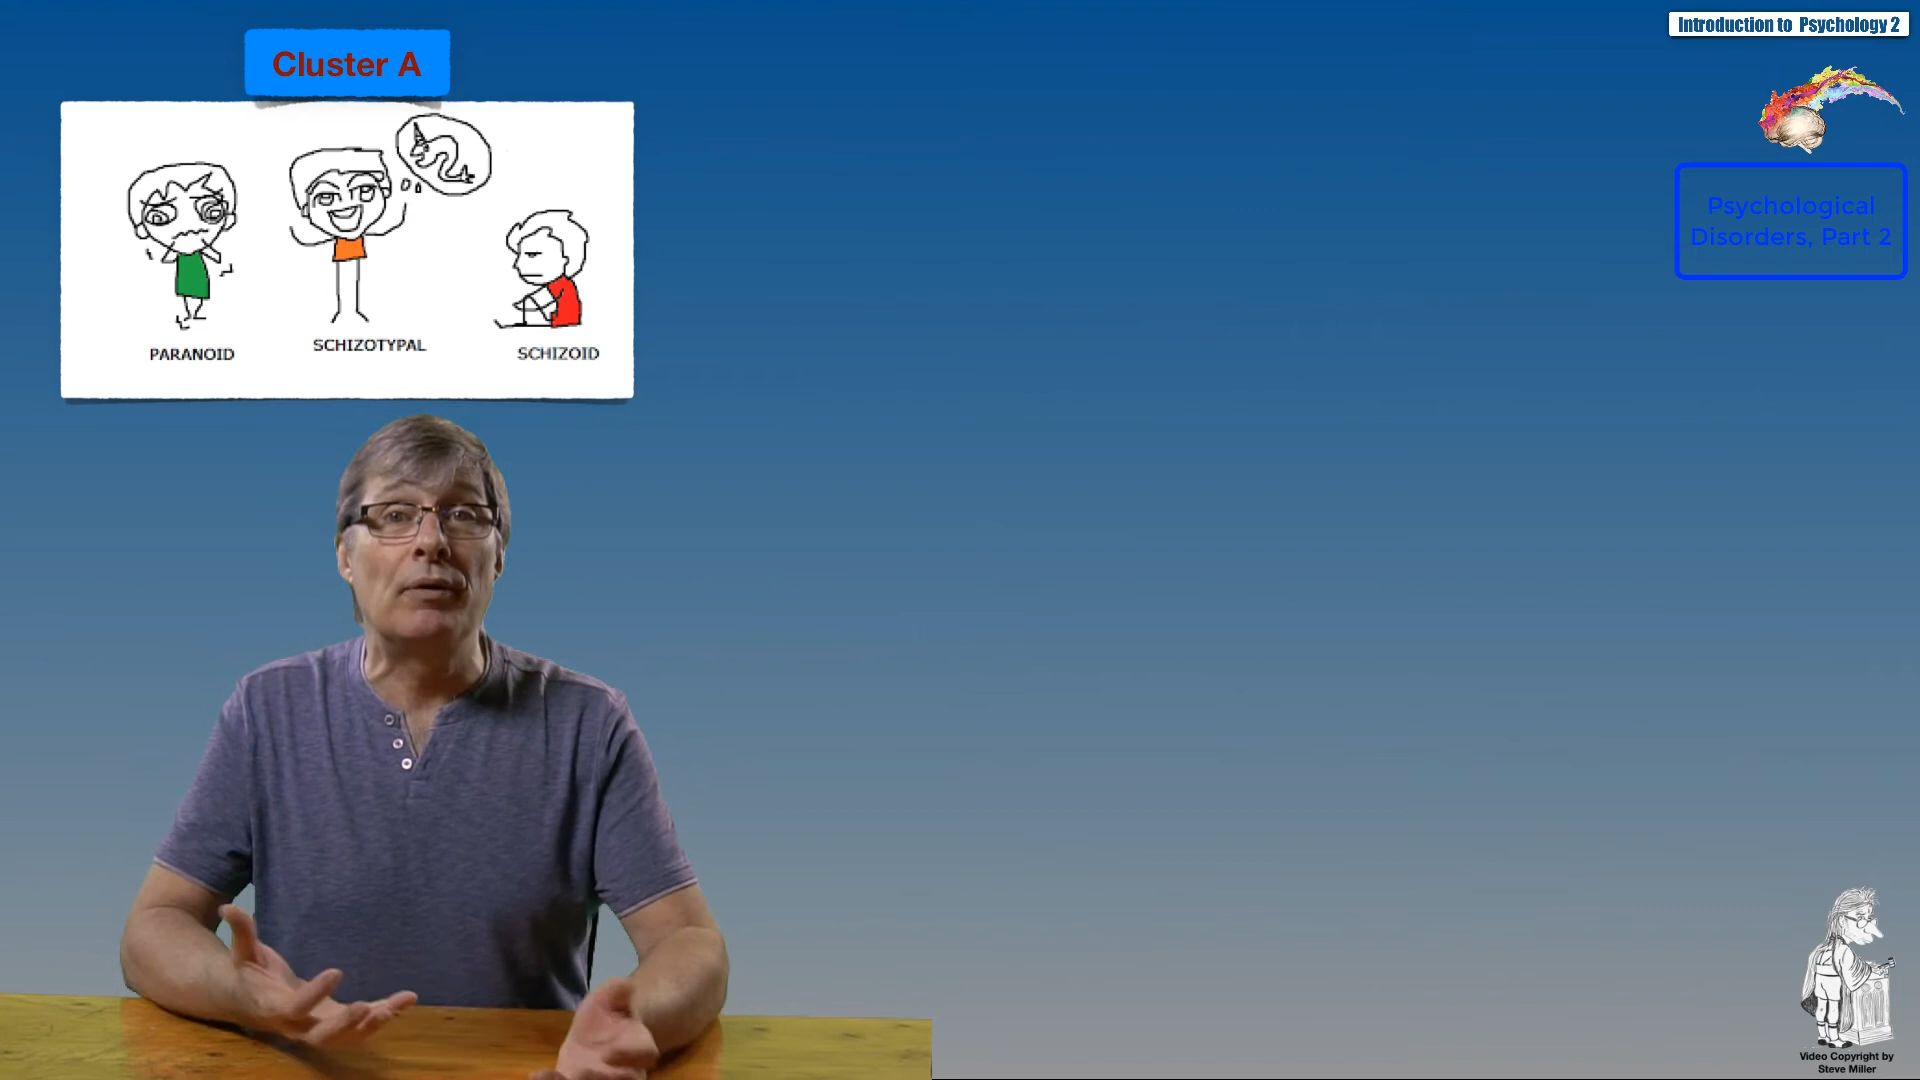 Introduction to Psychology 2
Cluster A
Psychological
Disorders, Part 2
PARANOID
SCHIZOTYPAL
SCHIZOID
Video Copyright by
Steve Miller